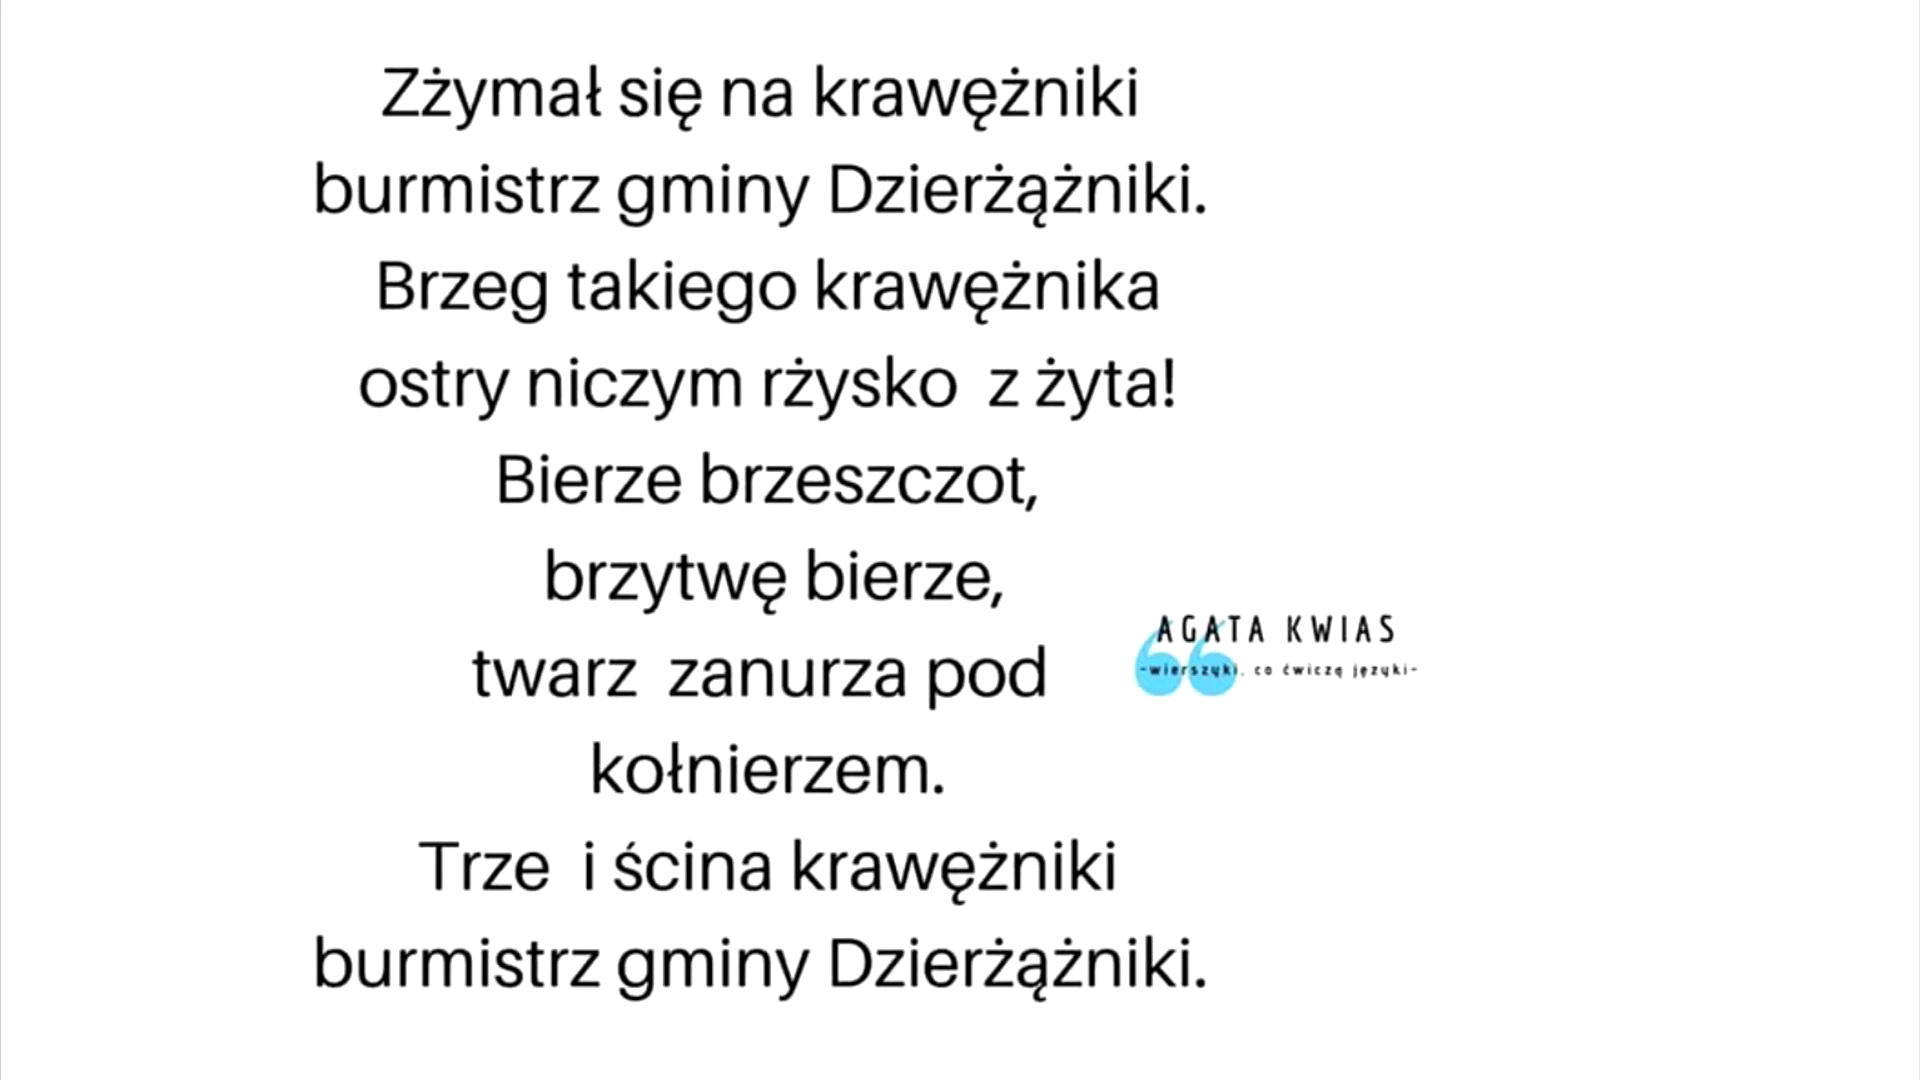 Zżymał się na krawężniki
burmistrz gminy Dzierżążniki.
Brzeg takiego krawężnika
ostry niczym rżysko z żyta!
Bierze brzeszczot,
brzytwę bierze,
twarz zanurza pod
kołnierzem.
Trze i ścina krawężniki
burmistrz gminy Dzierżążniki.
AGATA KWIAS
-wierszyki, co ćwiczą języki-